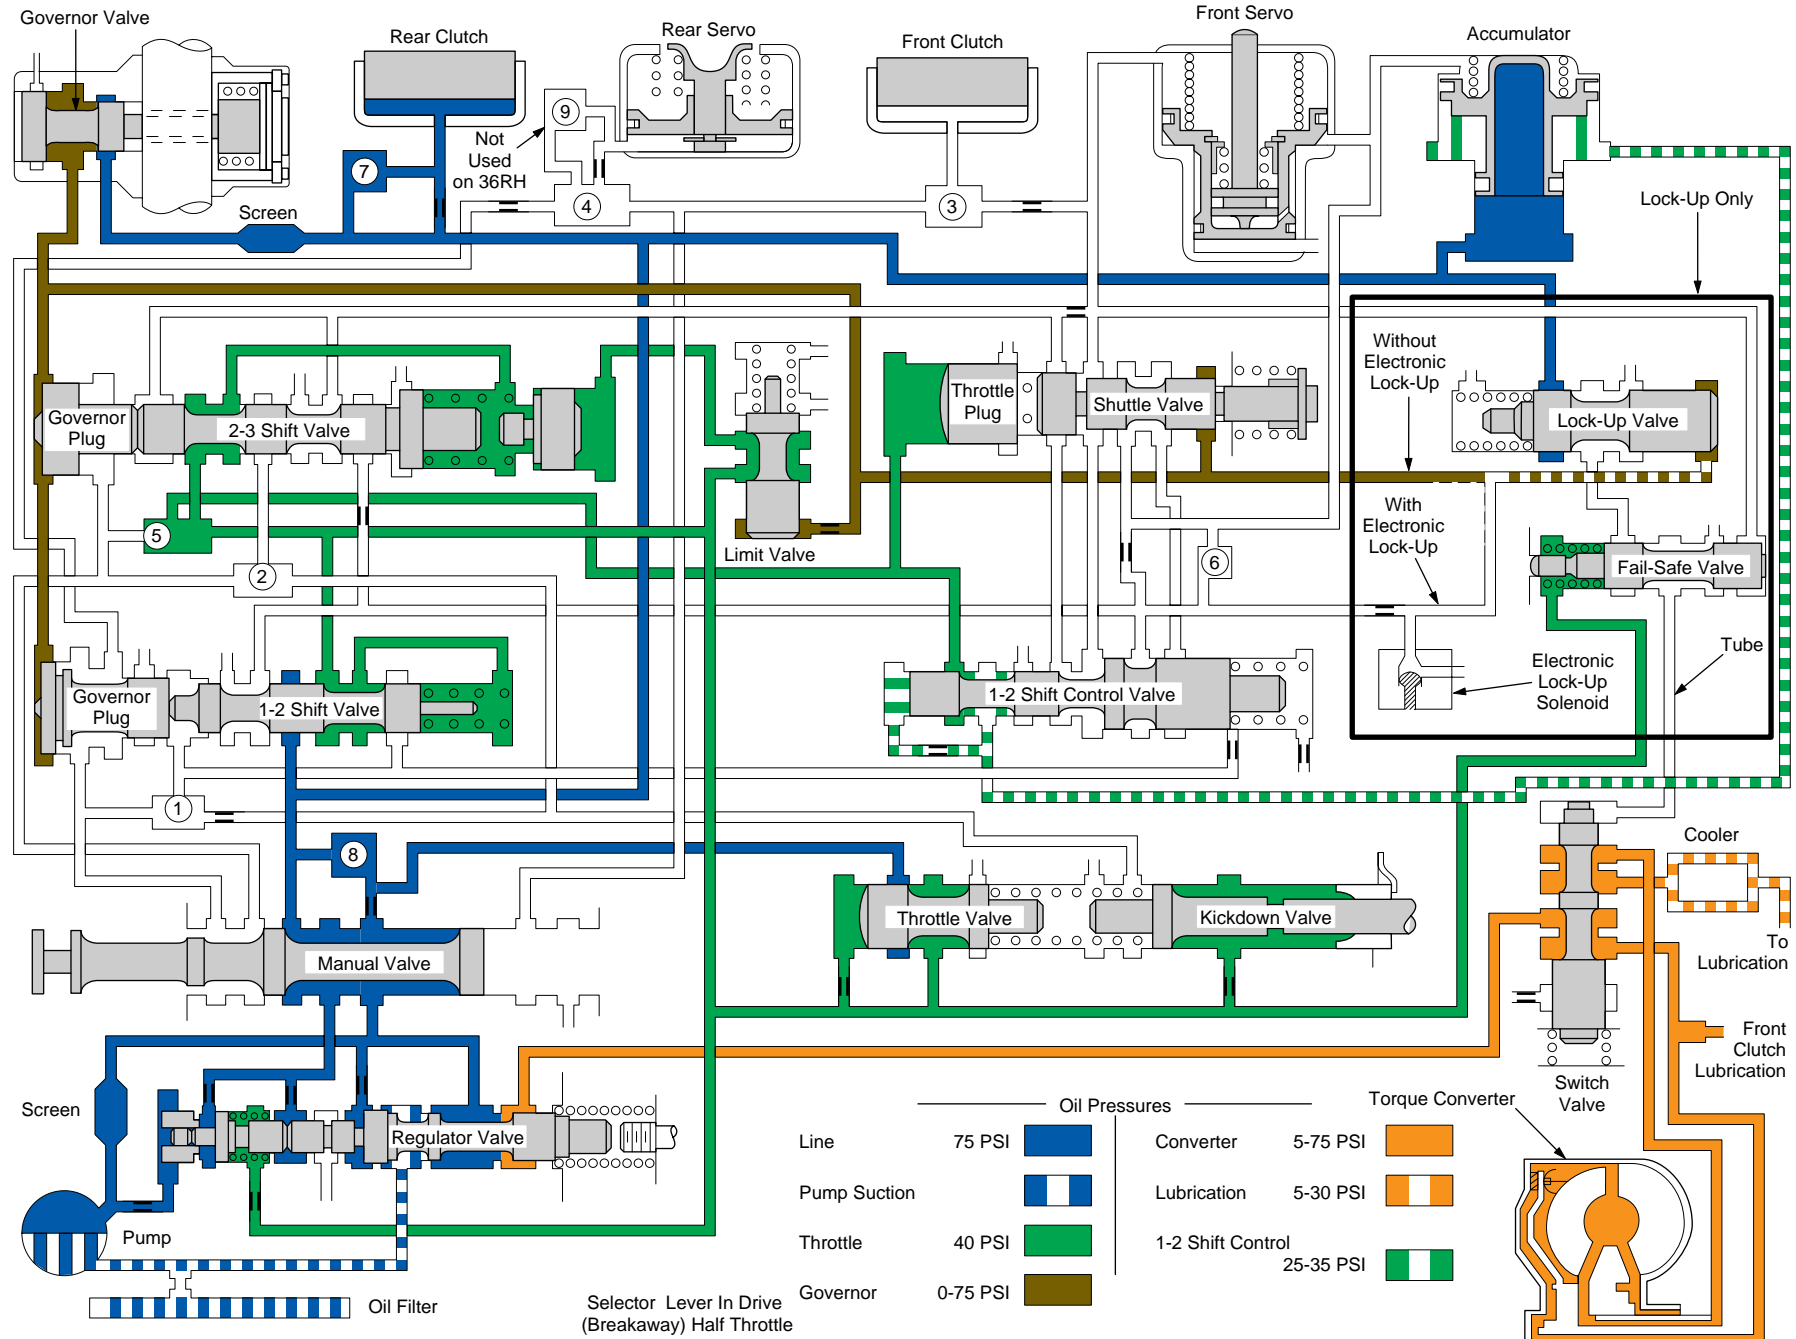 Governor Valve
Rear Clutch
Rear Servo
Front Clutch
Front Servo
Accumulator
9
Not
Used
on 36RH
7
4
3
Screen
Lock-Up Only
Without
Electronic
Lock-Up
Governor
Plug
2-3 Shift Valve
Throttle
Plug
Shuttle Valve
Lock-Up Valve
With
Electronic
Lock-Up
5
Limit Valve
6
2
Fail-Safe Valve
Tube
Governor
Plug
1-2 Shift Valve
1-2 Shift Control Valve
Electronic
Lock-Up
Solenoid
1
8
Cooler
Throttle Valve
Kickdown Valve
To
Lubrication
Manual Valve
Front
Clutch
Lubrication
Switch
Valve
Screen
Regulator Valve
Oil Pressures
Torque Converter
Line 75 PSI
Converter 5-75 PSI
Pump Suction
Lubrication 5-30 PSI
Pump
Throttle 40 PSI
1-2 Shift Control
25-35 PSI
Governor 0-75 PSI
Oil Filter
Selector Lever In Drive
(Breakaway) Half Throttle